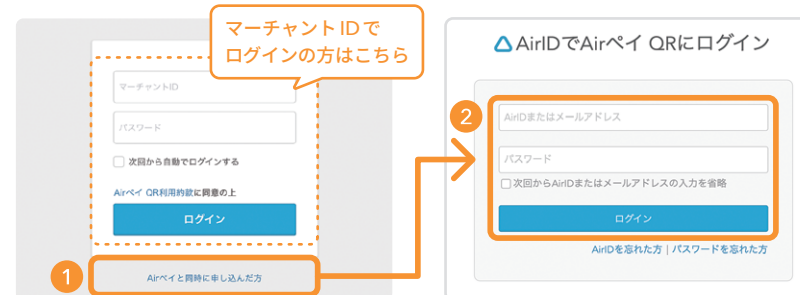 マーチャントIDで
ログインの方はこちら
マーチャントID
パスワード
次回から自動でログインする
Airペイ QR利用約款に同意の上
ログイン
1
Airペイと同時に申し込んだ方
AirIDでAirペイ QRにログイン
2
AirIDまたはメールアドレス
パスワード
次回からAirIDまたはメールアドレスの入力を省略
ログイン
AirIDを忘れた方 | パスワードを忘れた方